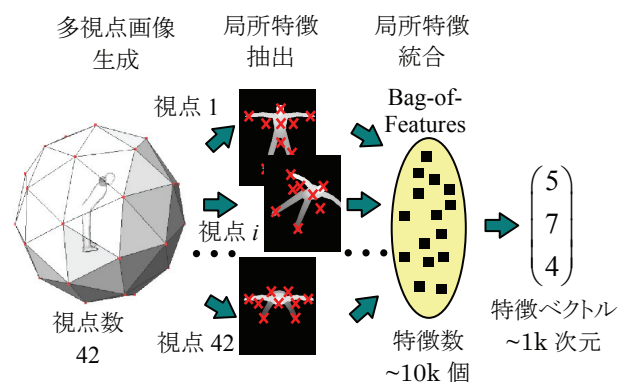 多視点画像
生成
局所特徴
抽出
局所特徴
統合
視点 1
視点 i
視点 42
視点数
42
Bag-of-
Features
特徴数
~10k 個
5
7
4
特徴ベクトル
~1k 次元